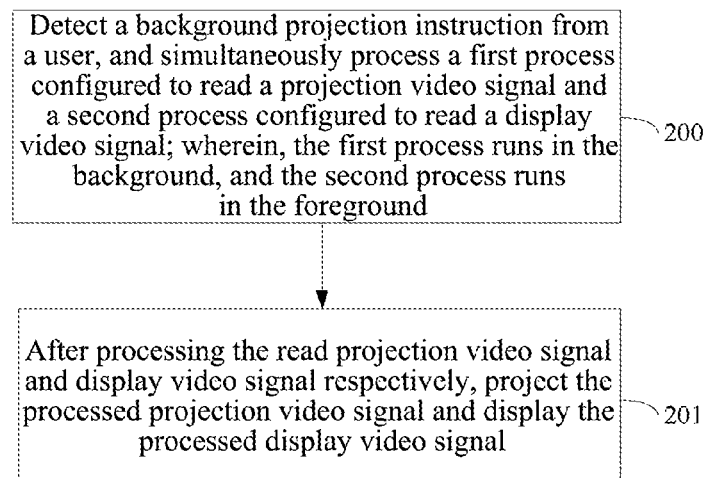 Detect a background projection instruction from
a user, and simultaneously process a first process
configured to read a projection video signal and
a second process configured to read a display
video signal; wherein, the first process runs in the
background, and the second process runs
in the foreground
200
After processing the read projection video signal
and display video signal respectively, project the
processed projection video signal and display the
processed display video signal
201